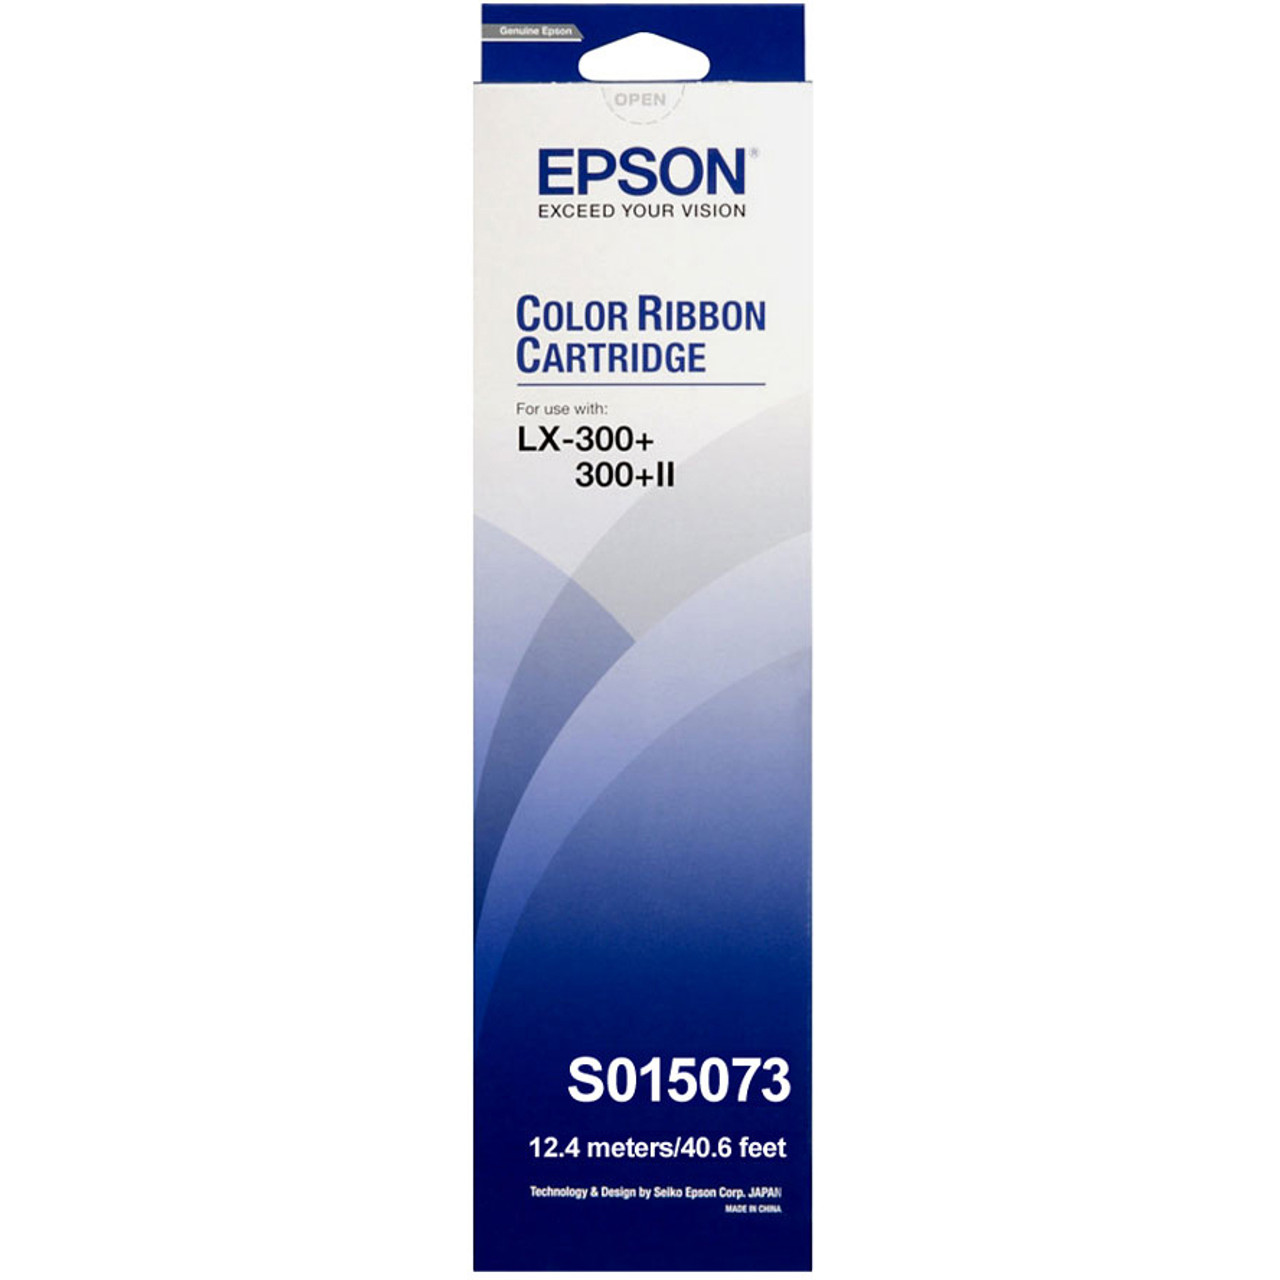 Genuine Epson
OPEN
EPSON®
EXCEED YOUR VISION
COLOR RIBBON
CARTRIDGE
For use with:
LX-300+
300+II
S015073
12.4 meters/40.6 feet
Technology & Design by Seiko Epson Corp. JAPAN
MADE IN CHINA